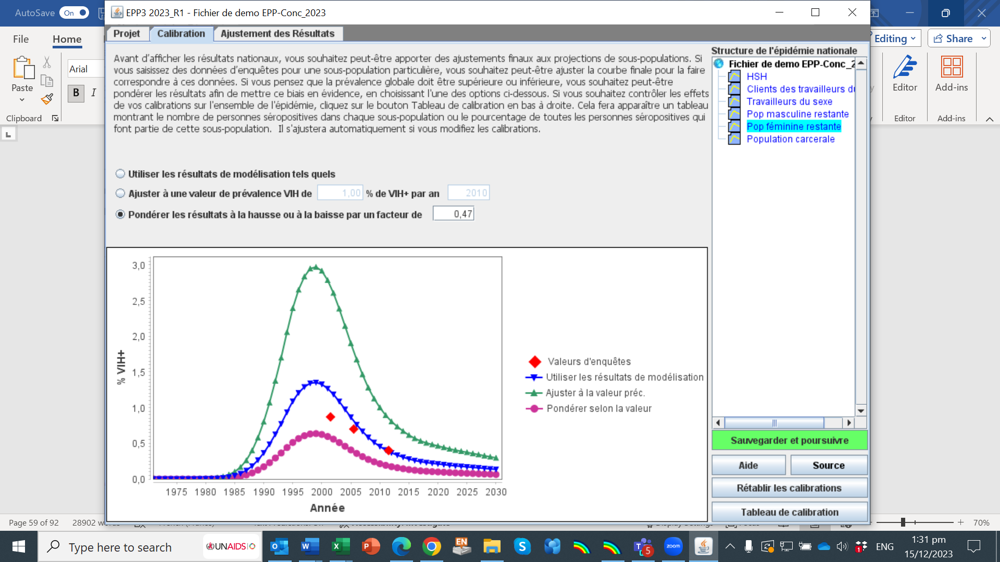 AutoSave On
EPP3 2023_R1 - Fichier de demo EPP-Conc_2023
File Home
Editing
Share
Projet
Calibration
Ajustement des Résultats
Paste
Clipboard
Arial
B I
Editor
Editor
Add-ins
Add-ins
Avant d'afficher les résultats nationaux, vous souhaitez peut-être apporter des ajustements finaux aux projections de sous-populations. Si
vous saisissez des données d'enquêtes pour une sous-population particulière, vous souhaitez peut-être ajuster la courbe finale pour la faire
correspondre à ces données. Si vous pensez que la prévalence globale doit être supérieure ou inférieure, vous souhaitez peut-être
pondérer les résultats afin de mettre ce biais en évidence, en choisissant l'une des options ci-dessous. Si vous souhaitez contrôler les effets
de vos calibrations sur l'ensemble de l'épidémie, cliquez sur le bouton Tableau de calibration en bas à droite. Cela fera apparaître un tableau
montrant le nombre de personnes séropositives dans chaque sous-population ou le pourcentage de toutes les personnes séropositives qui
font partie de cette sous-population. Il s'ajustera automatiquement si vous modifiez les calibrations.
Utiliser les résultats de modélisation tels quels
Ajuster à une valeur de prévalence VIH de 1,00 % de VIH+ par an 2010
Pondérer les résultats à la hausse ou à la baisse par un facteur de 0,47
Structure de l'épidémie nationale
Fichier de demo EPP-Conc_2
HSH
Clients des travailleurs du
Travailleurs du sexe
Pop masculine restante
Pop féminine restante
Population carcerale
3,0
2,5
2,0
1,5
1,0
0,5
0,0
% VIH+
1975 1980 1985 1990 1995 2000 2005 2010 2015 2020 2025 2030
Année
Valeurs d'enquêtes
Utiliser les résultats de modélisation
Ajuster à la valeur préc.
Pondérer selon la valeur
Sauvegarder et poursuivre
Aide
Source
Rétablir les calibrations
Tableau de calibration
Page 59 of 92 28902
70%
Type here to search
UNAIDS
EN
5
zoom
1
ENG
1:31 pm
15/12/2023